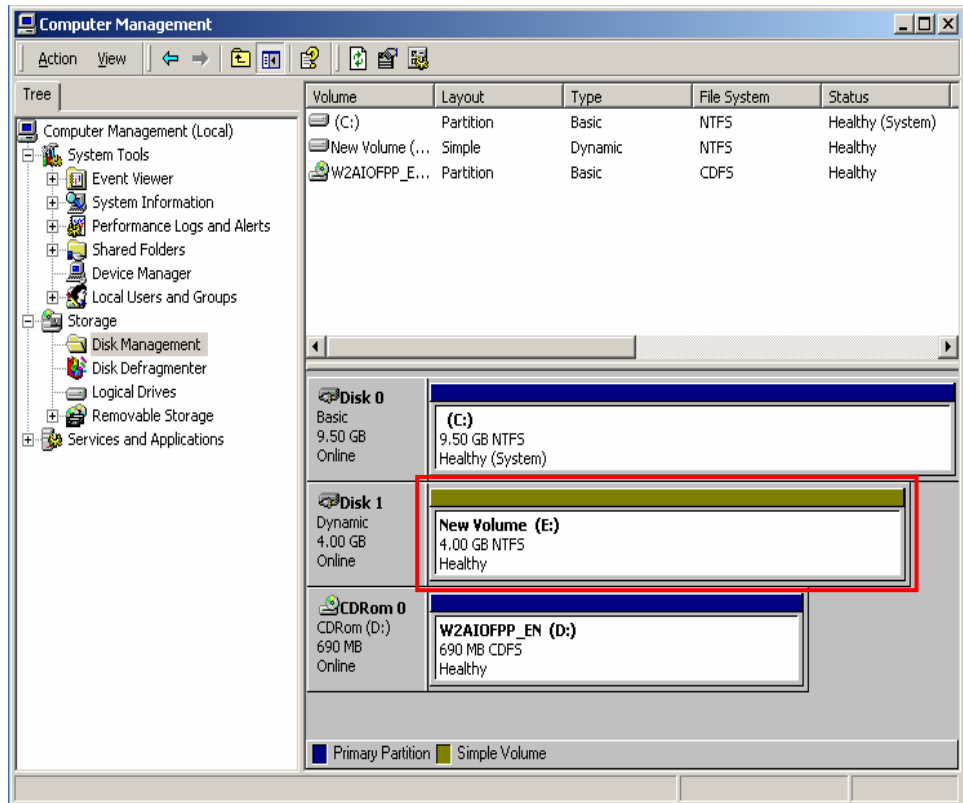 Computer Management
Action View
Tree
Computer Management (Local)
System Tools
Event Viewer
System Information
Performance Logs and Alerts
Shared Folders
Device Manager
Local Users and Groups
Storage
Disk Management
Disk Defragmenter
Logical Drives
Removable Storage
Services and Applications
Volume Layout Type File System Status
(C:) Partition Basic NTFS Healthy (System)
New Volume (... Simple Dynamic NTFS Healthy
W2AIOFPP_E... Partition Basic CDFS Healthy
Disk 0
Basic
9.50 GB
Online
(C:)
9.50 GB NTFS
Healthy (System)
Disk 1
Dynamic
4.00 GB
Online
New Volume (E:)
4.00 GB NTFS
Healthy
CDRom 0
CDRom (D:)
690 MB
Online
W2AIOFPP_EN (D:)
690 MB CDFS
Healthy
Primary Partition Simple Volume